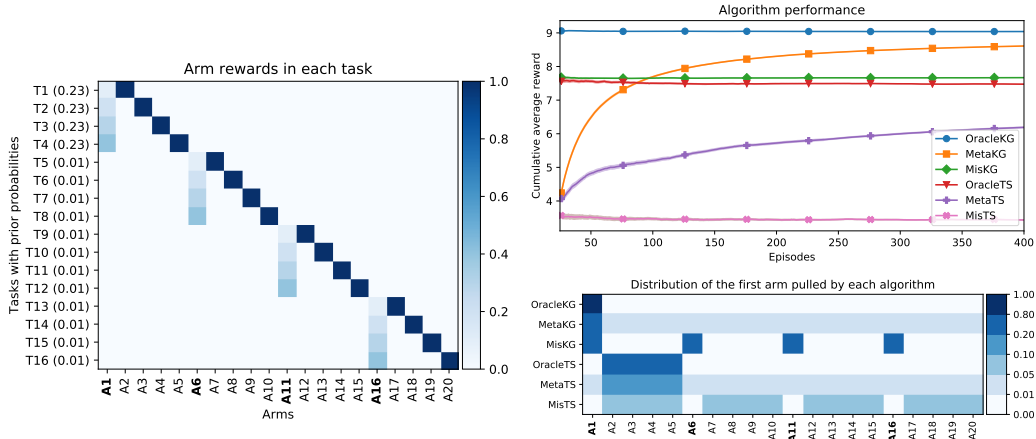 Arm rewards in each task
Tasks with prior probabilities
T1 (0.23)
T2 (0.23)
T3 (0.23)
T4 (0.23)
T5 (0.01)
T6 (0.01)
T7 (0.01)
T8 (0.01)
T9 (0.01)
T10 (0.01)
T11 (0.01)
T12 (0.01)
T13 (0.01)
T14 (0.01)
T15 (0.01)
T16 (0.01)
A1 A2 A3 A4 A5 A6 A7 A8 A9 A10 A11 A12 A13 A14 A15 A16 A17 A18 A19 A20
Arms
1.0
0.8
0.6
0.4
0.2
0.0
Algorithm performance
Cumulative average reward
9
8
7
6
5
4
50 100 150 200 250 300 350 400
Episodes
OracleKG
MetaKG
MisKG
OracleTS
MetaTS
MisTS
Distribution of the first arm pulled by each algorithm
OracleKG
MetaKG
MisKG
OracleTS
MetaTS
MisTS
A1 A2 A3 A4 A5 A6 A7 A8 A9 A10 A11 A12 A13 A14 A15 A16 A17 A18 A19 A20
1.00
0.80
0.20
0.10
0.05
0.01
0.00